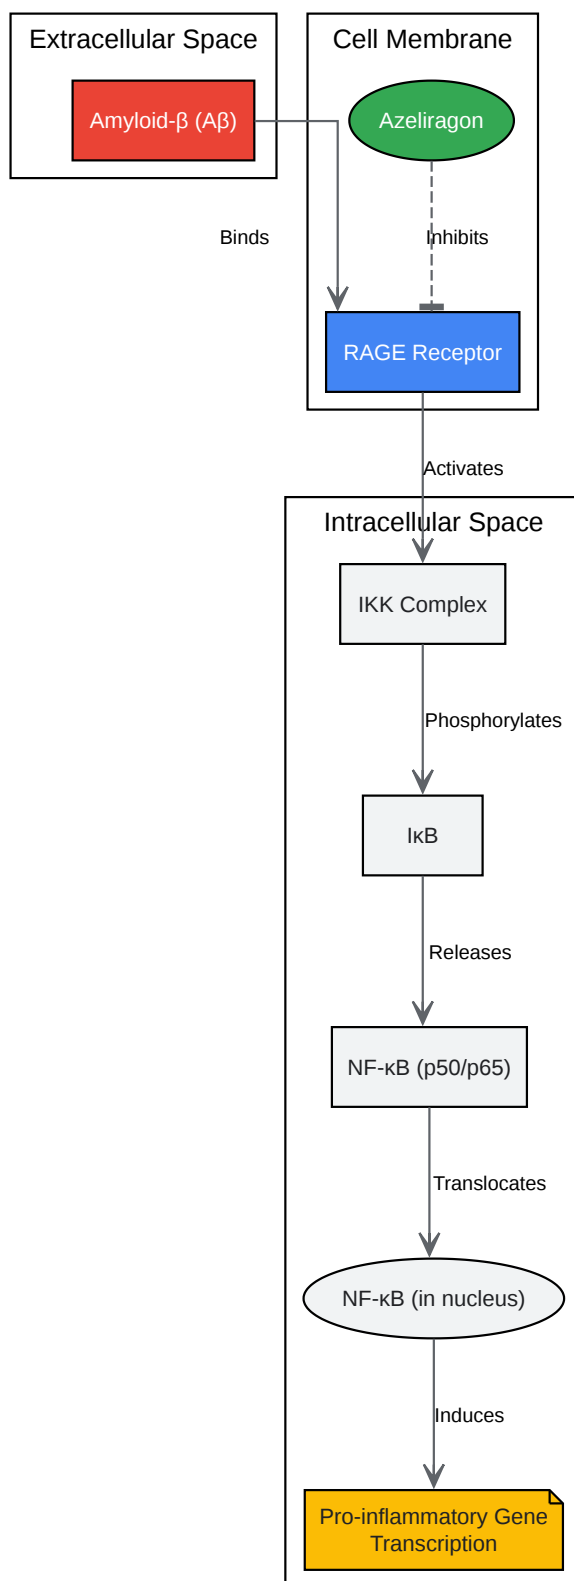 Extracellular Space
Cell Membrane
Amyloid-β (Aβ)
Azeliragon
Binds
Inhibits
RAGE Receptor
Activates
Intracellular Space
IKK Complex
Phosphorylates
IκB
Releases
NF-κB (p50/p65)
Translocates
NF-κB (in nucleus)
Induces
Pro-inflammatory Gene
Transcription